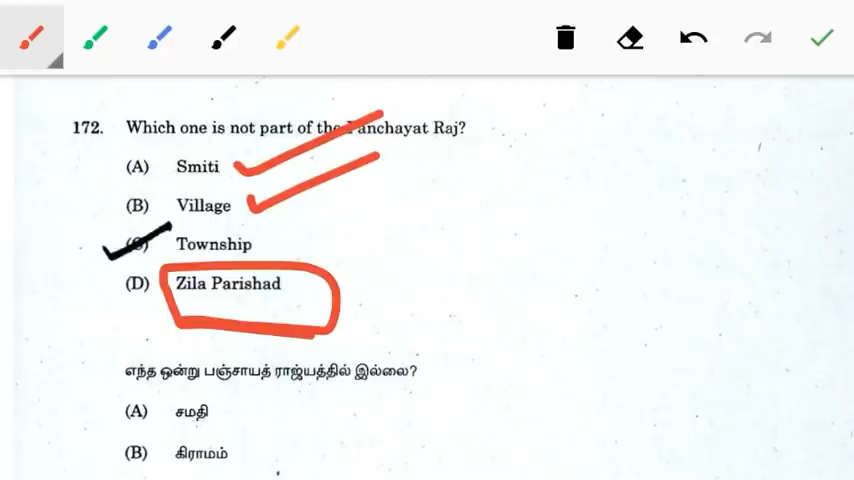 172. Which one is not part of the Panchayat Raj?
(A) Smiti
(B) Village
(C) Township
(D) Zila Parishad
எந்த ஒன்று பஞ்சாயத் ராஜ்யத்தில் இல்லை?
(A) சமதி
(B) கிராமம்